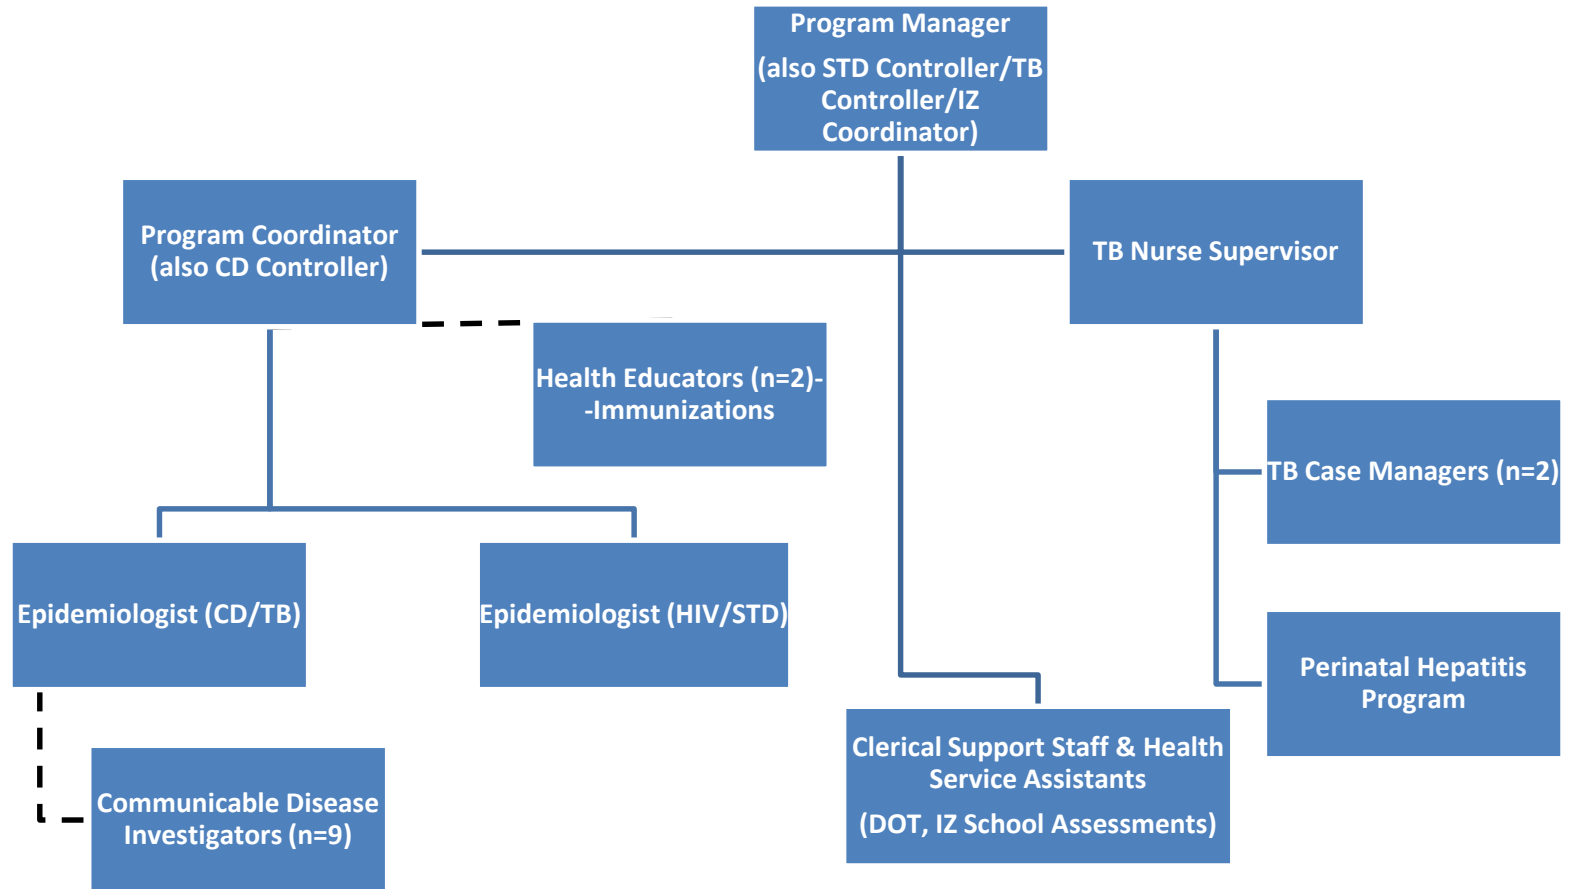 Program Manager
(also STD Controller/TB
Controller/IZ
Coordinator)
Program Coordinator
(also CD Controller)
TB Nurse Supervisor
Health Educators (n=2)-
-Immunizations
TB Case Managers (n=2)
Epidemiologist (CD/TB)
Epidemiologist (HIV/STD)
Perinatal Hepatitis
Program
Clerical Support Staff & Health
Service Assistants
(DOT, IZ School Assessments)
Communicable Disease
Investigators (n=9)